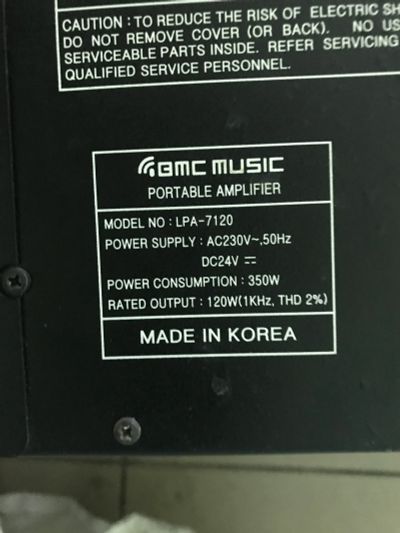 CAUTION : TO REDUCE THE RISK OF ELECTRIC
DO NOT REMOVE COVER (OR BACK). NO
SERVICEABLE PARTS INSIDE. REFER SERVICING
QUALIFIED SERVICE PERSONNEL.
BMC MUSIC
PORTABLE AMPLIFIER
MODEL NO : LPA-7120
POWER SUPPLY : AC230V~,50Hz
DC24V ⎓
POWER CONSUMPTION : 350W
RATED OUTPUT : 120W(1KHz, THD 2%)
MADE IN KOREA